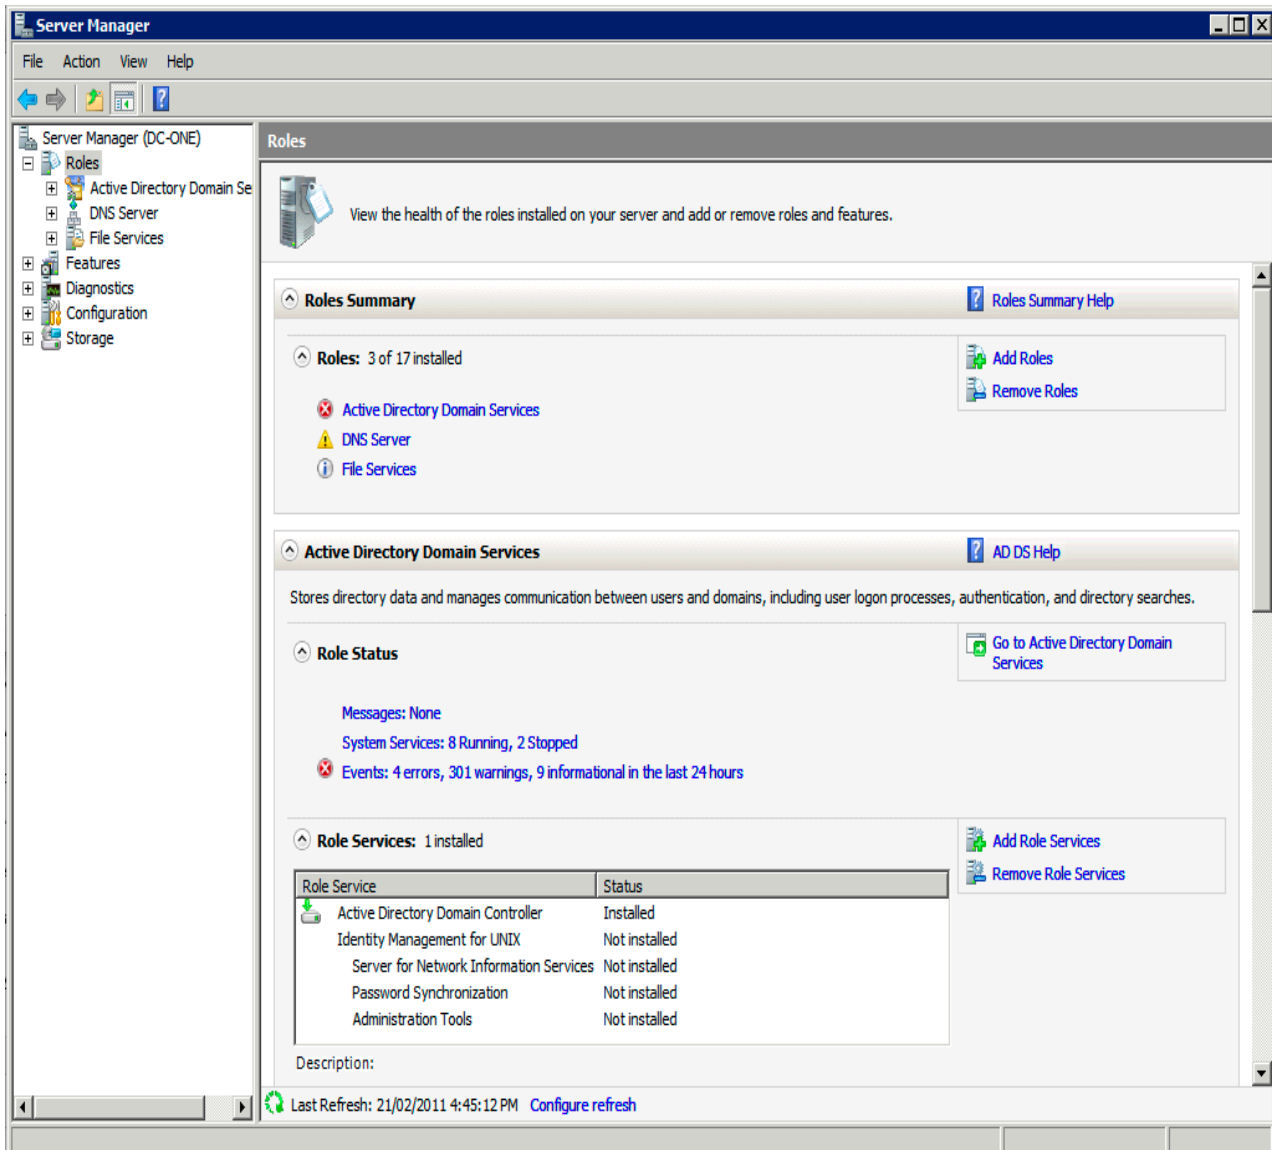 Server Manager
File Action View Help
Server Manager (DC-ONE)
Roles
Active Directory Domain Se
DNS Server
File Services
Features
Diagnostics
Configuration
Storage
Roles
View the health of the roles installed on your server and add or remove roles and features.
Roles Summary
Roles Summary Help
Roles: 3 of 17 installed
Add Roles
Remove Roles
Active Directory Domain Services
DNS Server
File Services
Active Directory Domain Services
AD DS Help
Stores directory data and manages communication between users and domains, including user logon processes, authentication, and directory searches.
Role Status
Go to Active Directory Domain
Services
Messages: None
System Services: 8 Running, 2 Stopped
Events: 4 errors, 301 warnings, 9 informational in the last 24 hours
Role Services: 1 installed
Add Role Services
Remove Role Services
Role Service Status
Active Directory Domain Controller Installed
Identity Management for UNIX Not installed
Server for Network Information Services Not installed
Password Synchronization Not installed
Administration Tools Not installed
Description:
Last Refresh: 21/02/2011 4:45:12 PM Configure refresh